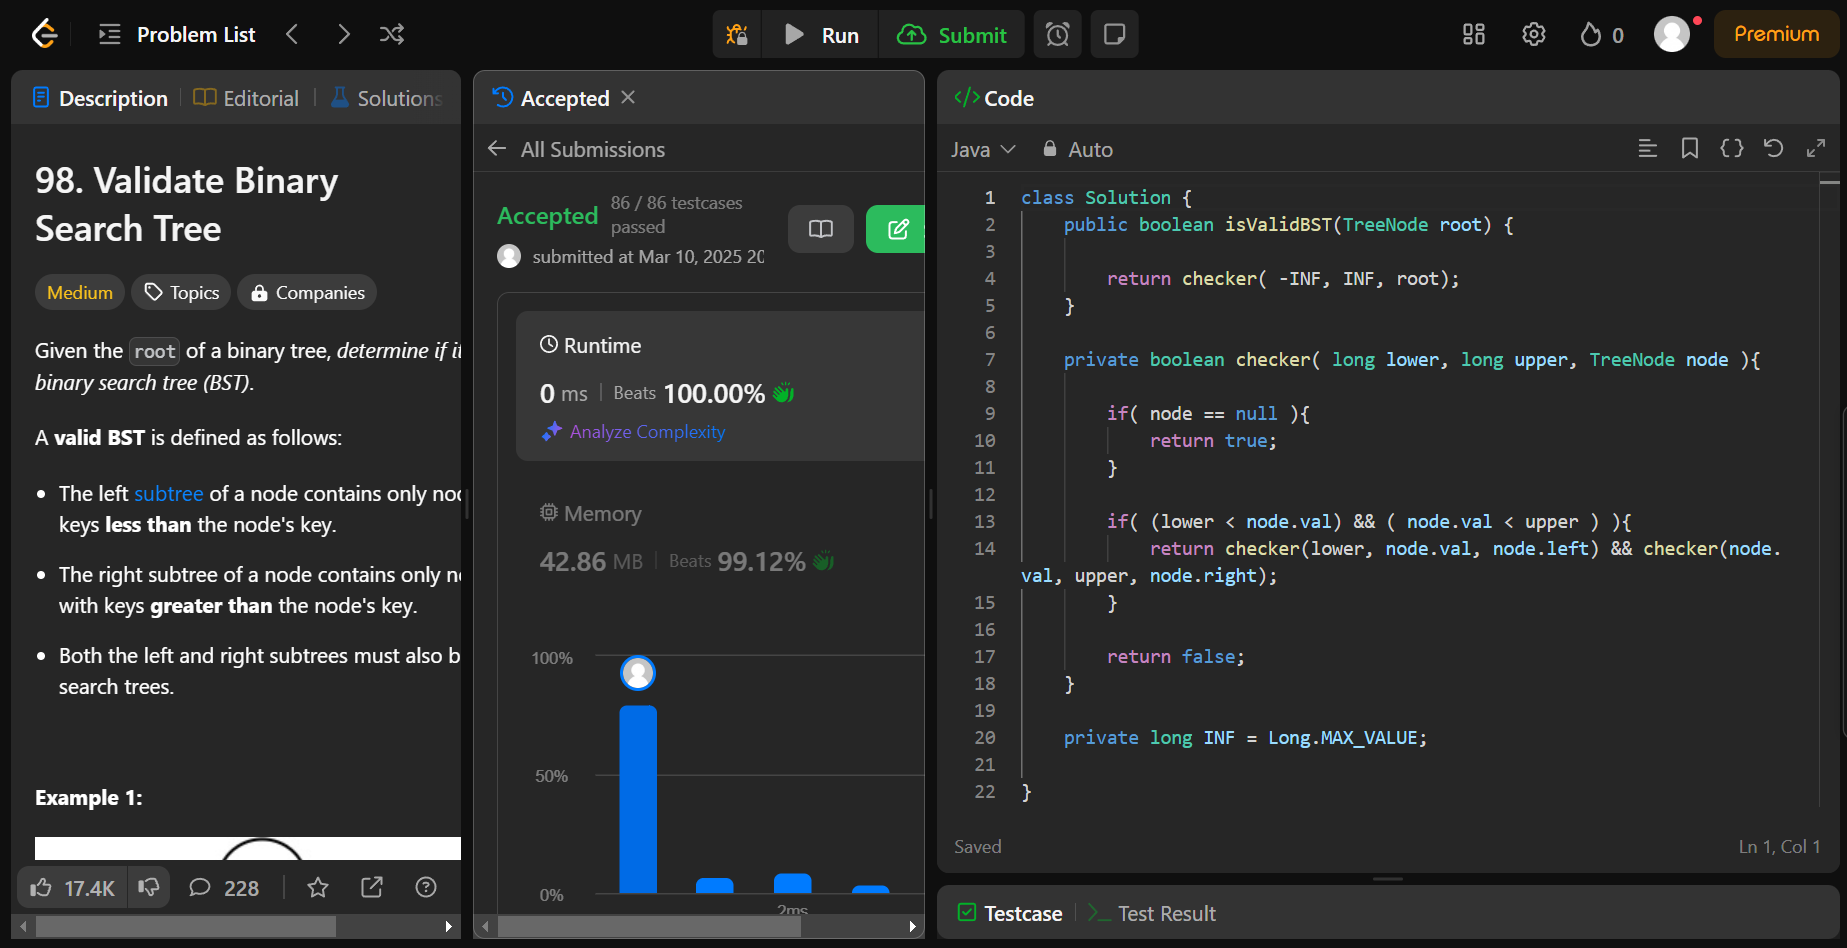 Problem List
Run
Submit
0
Premium
Description
Editorial
Solutions
98. Validate Binary
Search Tree
Medium
Topics
Companies
Given the root of a binary tree, determine if it
binary search tree (BST).
A valid BST is defined as follows:
The left subtree of a node contains only
keys less than the node's key.
The right subtree of a node contains only
with keys greater than the node's key.
Both the left and right subtrees must also
search trees.
Example 1:
17.4K
228
Accepted
All Submissions
Accepted
86 / 86 testcases
passed
submitted at Mar 10, 2025 20
Runtime
0 ms
Beats 100.00%
Analyze Complexity
Memory
42.86 MB
Beats 99.12%
100%
50%
0%
2ms
</> Code
Java
Auto
1 class Solution {
2 public boolean isValidBST(TreeNode root) {
3
4 return checker( -INF, INF, root);
5 }
6
7 private boolean checker( long lower, long upper, TreeNode node ){
8
9 if( node == null ){
10 return true;
11 }
12
13 if( (lower < node.val) && ( node.val < upper ) ){
14 return checker(lower, node.val, node.left) && checker(node.
val, upper, node.right);
15 }
16
17 return false;
18 }
19
20 private long INF = Long.MAX_VALUE;
21
22 }
Saved
Ln 1, Col 1
Testcase
Test Result